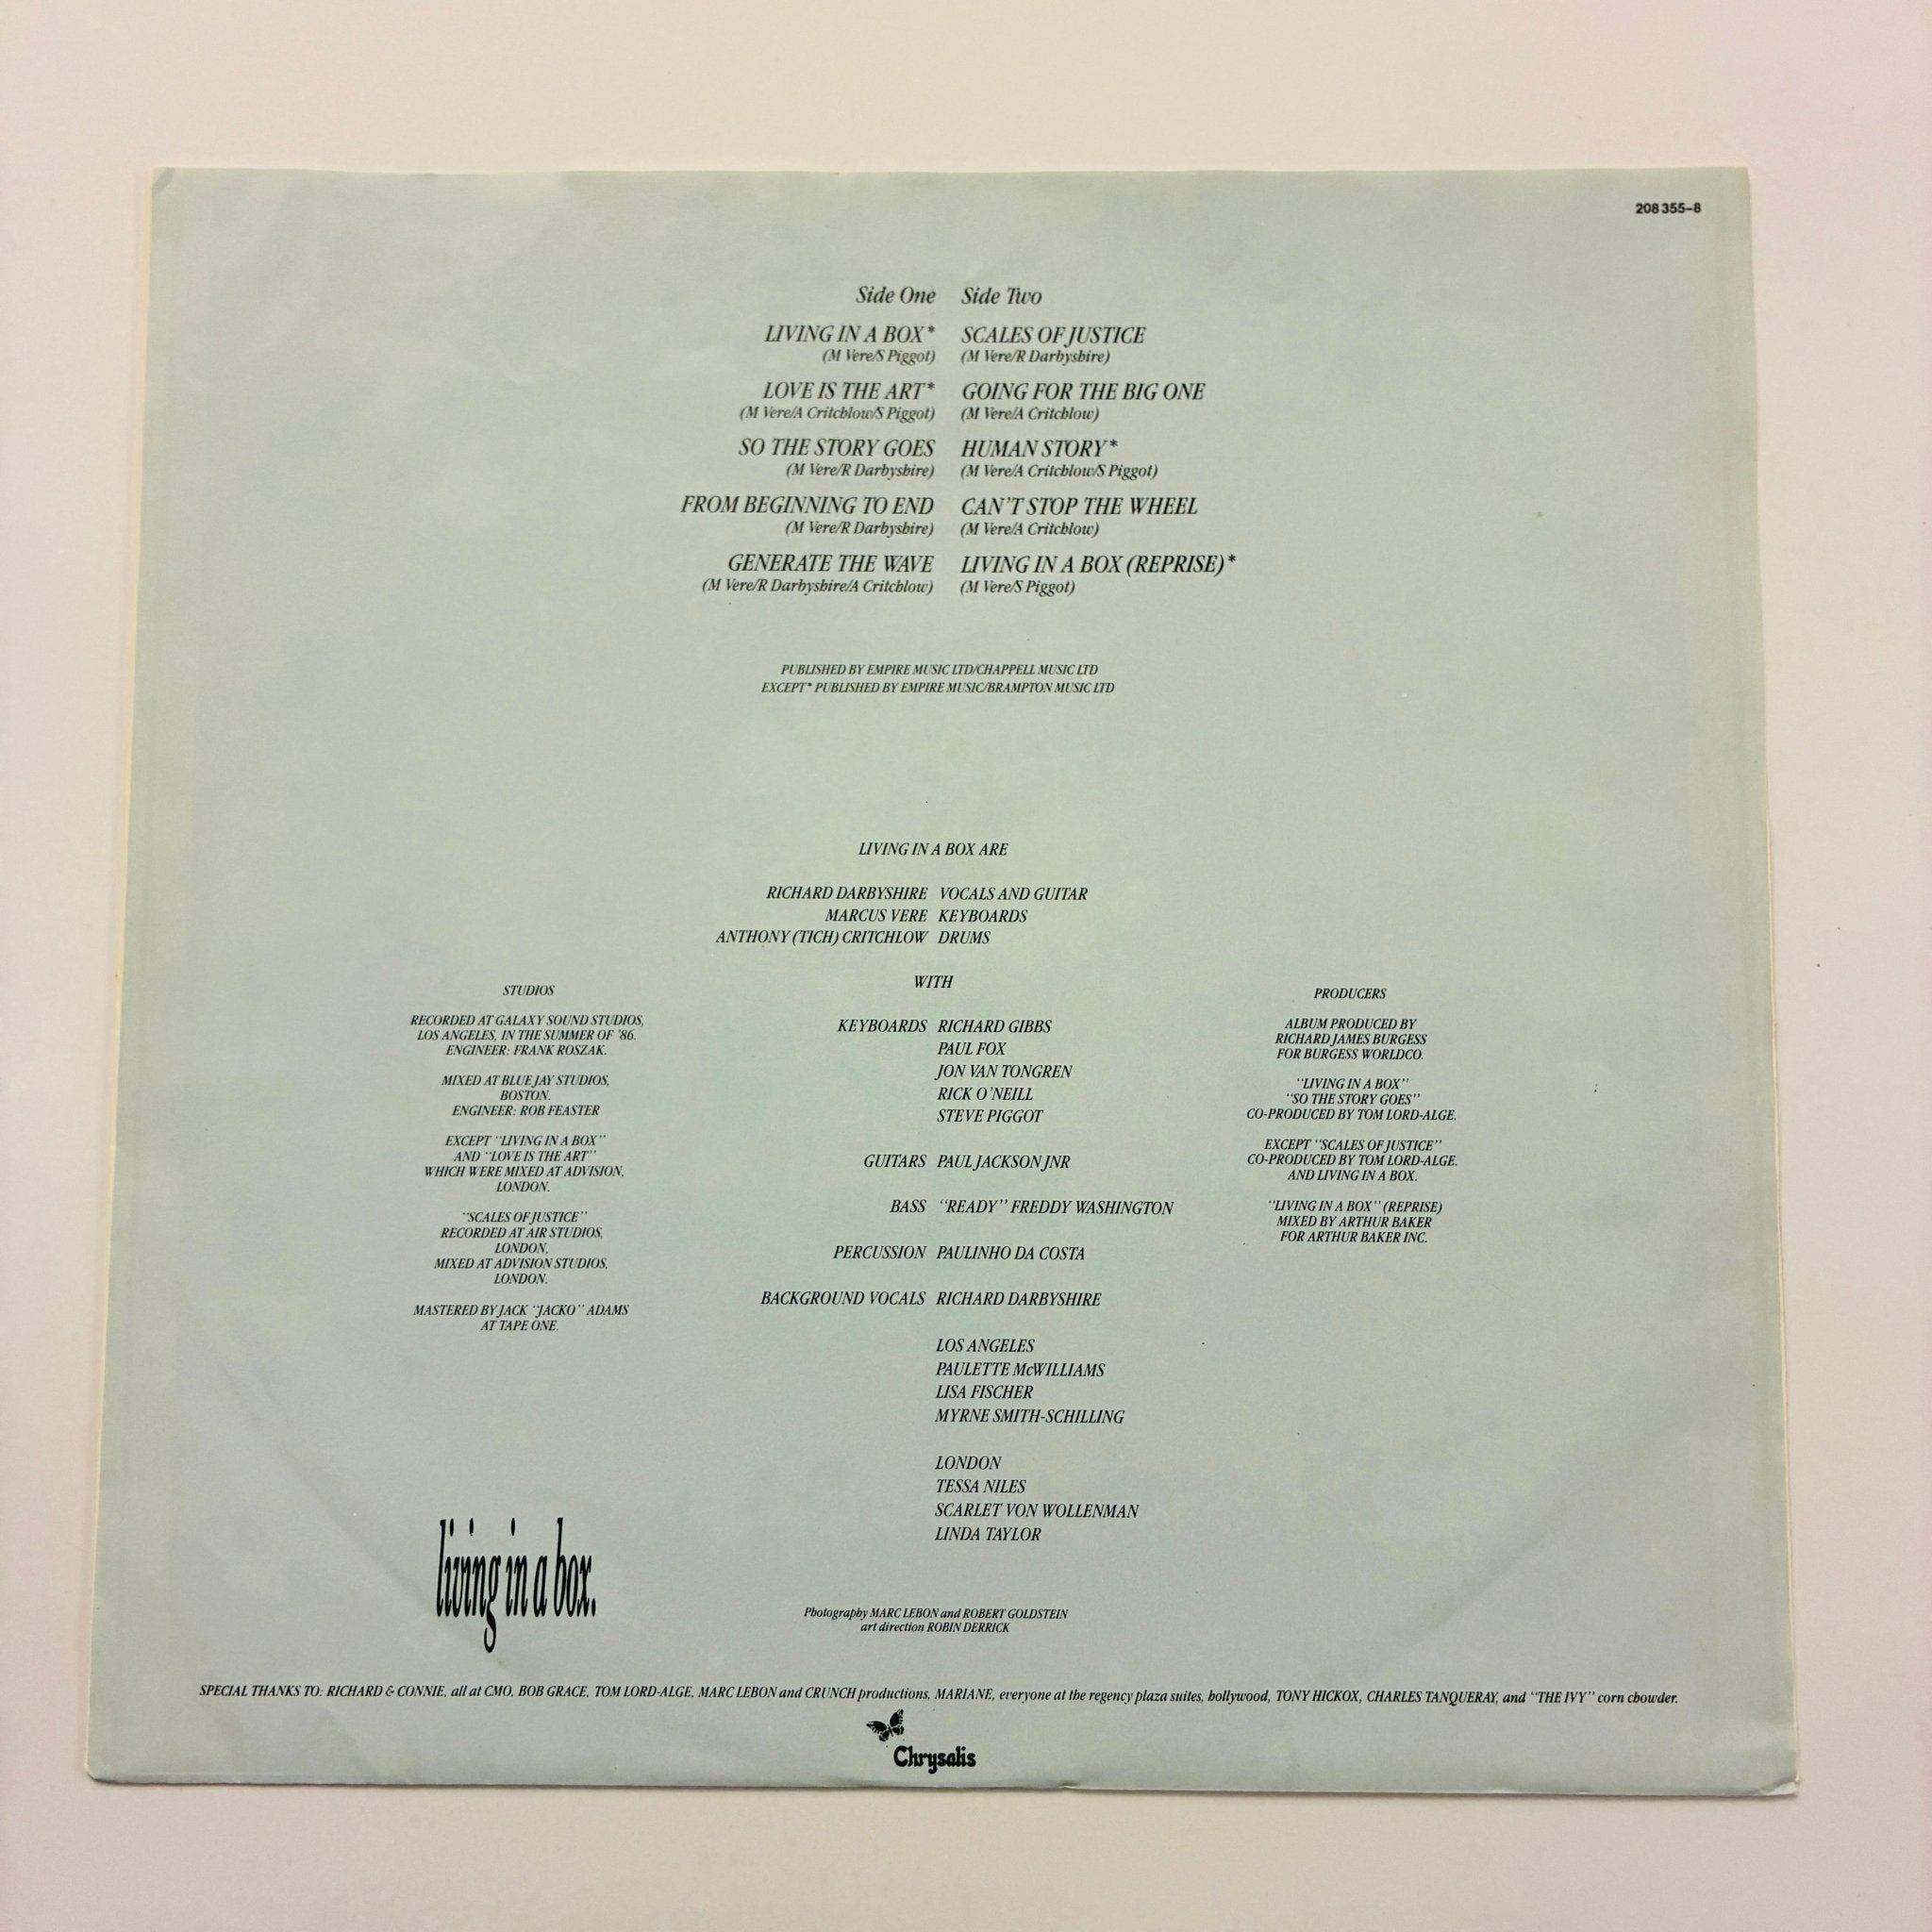 208 355-8
Side One
LIVING IN A BOX*
(M Vere/S Piggot)
LOVE IS THE ART*
(M Vere/A Critchlow/S Piggot)
SO THE STORY GOES
(M Vere/R Darbyshire)
FROM BEGINNING TO END
(M Vere/R Darbyshire)
GENERATE THE WAVE
(M Vere/R Darbyshire/A Critchlow)
Side Two
SCALES OF JUSTICE
(M Vere/R Darbyshire)
GOING FOR THE BIG ONE
(M Vere/A Critchlow)
HUMAN STORY*
(M Vere/A Critchlow/S Piggot)
CAN'T STOP THE WHEEL
(M Vere/A Critchlow)
LIVING IN A BOX (REPRISE)*
(M Vere/S Piggot)
PUBLISHED BY EMPIRE MUSIC LTD/CHAPPELL MUSIC LTD
EXCEPT* PUBLISHED BY EMPIRE MUSIC/BRAMPTON MUSIC LTD
LIVING IN A BOX ARE
RICHARD DARBYSHIRE VOCALS AND GUITAR
MARCUS VERE KEYBOARDS
ANTHONY (TICH) CRITCHLOW DRUMS
WITH
KEYBOARDS RICHARD GIBBS
PAUL FOX
JON VAN TONGREN
RICK O'NEILL
STEVE PIGGOT
GUITARS PAUL JACKSON JNR
BASS "READY" FREDDY WASHINGTON
PERCUSSION PAULINHO DA COSTA
BACKGROUND VOCALS RICHARD DARBYSHIRE
LOS ANGELES
PAULETTE McWILLIAMS
LISA FISCHER
MYRNE SMITH-SCHILLING
LONDON
TESSA NILES
SCARLET VON WOLLENMAN
LINDA TAYLOR
STUDIOS
RECORDED AT GALAXY SOUND STUDIOS,
LOS ANGELES, IN THE SUMMER OF '86.
ENGINEER: FRANK ROSZAK.
MIXED AT BLUE JAY STUDIOS,
BOSTON.
ENGINEER: ROB FEASTER
EXCEPT "LIVING IN A BOX"
AND "LOVE IS THE ART"
WHICH WERE MIXED AT ADVISION,
LONDON.
"SCALES OF JUSTICE"
RECORDED AT AIR STUDIOS,
LONDON,
MIXED AT ADVISION STUDIOS,
LONDON.
MASTERED BY JACK "JACKO" ADAMS
AT TAPE ONE.
PRODUCERS
ALBUM PRODUCED BY
RICHARD JAMES BURGESS
FOR BURGESS WORLDCO.
"LIVING IN A BOX"
"SO THE STORY GOES"
CO-PRODUCED BY TOM LORD-ALGE.
EXCEPT "SCALES OF JUSTICE"
CO-PRODUCED BY TOM LORD-ALGE.
AND LIVING IN A BOX.
"LIVING IN A BOX" (REPRISE)
MIXED BY ARTHUR BAKER
FOR ARTHUR BAKER INC.
living in a box.
Photography MARC LEBON and ROBERT GOLDSTEIN
art direction ROBIN DERRICK
SPECIAL THANKS TO: RICHARD & CONNIE, all at CMO, BOB GRACE, TOM LORD-ALGE, MARC LEBON and CRUNCH productions, MARIANE, everyone at the regency plaza suites, hollywood, TONY HICKOX, CHARLES TANQUERAY, and "THE IVY" corn chowder.
Chrysalis